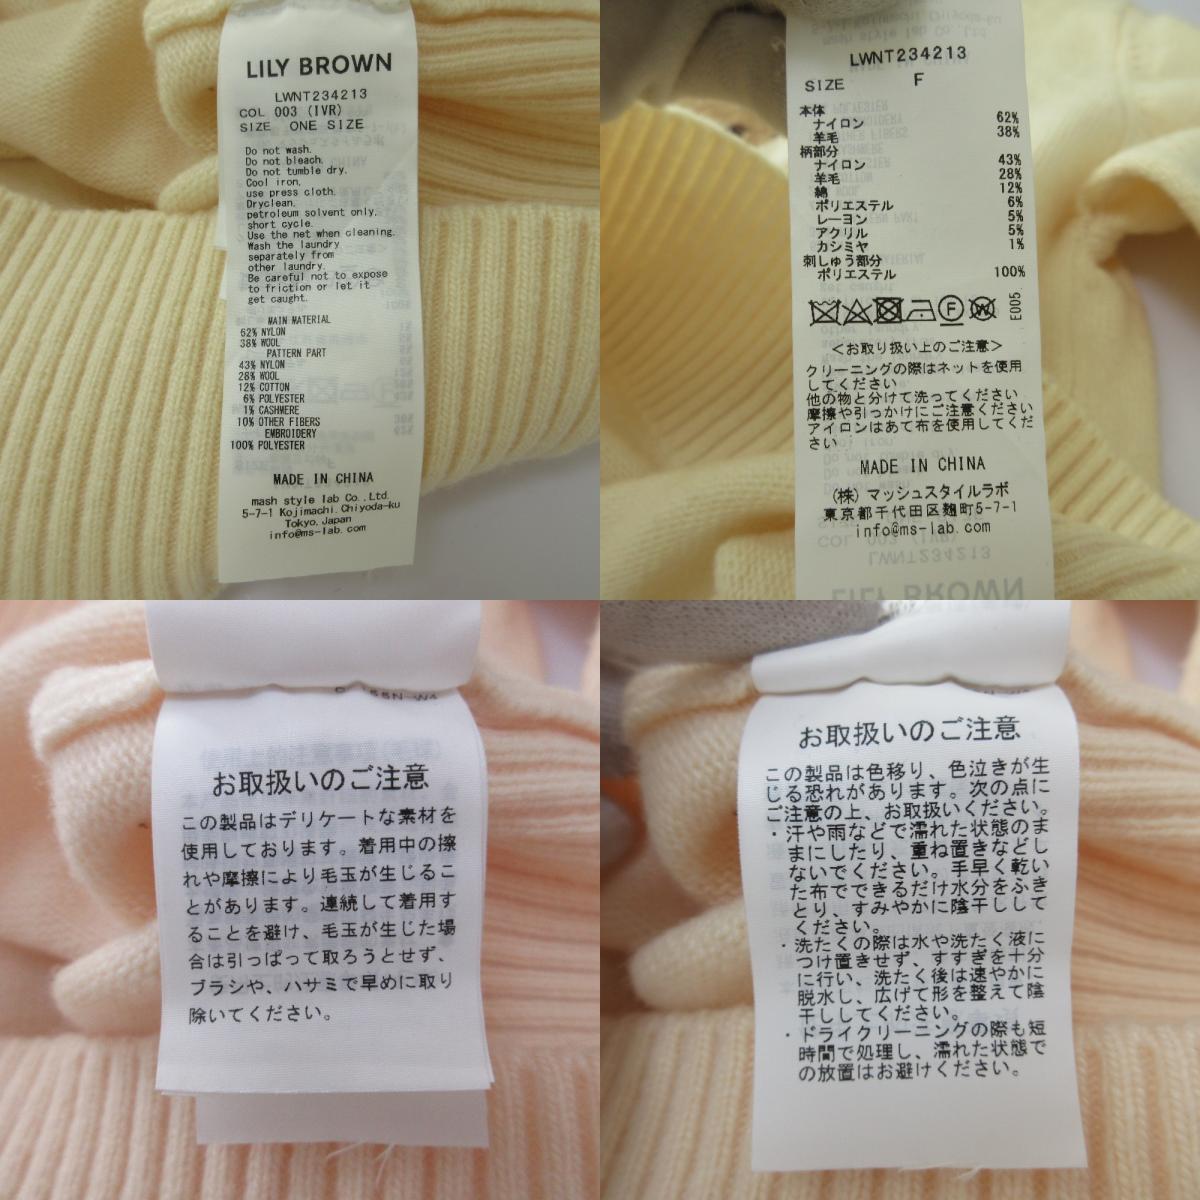 LILY BROWN
LWNT234213
COL 003 (IVR)
SIZE ONE SIZE
Do not wash.
Do not bleach.
Do not tumble dry.
Cool iron,
use press cloth.
Dryclean.
petroleum solvent only.
short cycle.
Use the net when cleaning.
Wash the laundry
separately from
other laundry.
Be careful not to expose
to friction or let it
get caught.
MAIN MATERIAL
62% NYLON
38% WOOL
PATTERN PART
43% NYLON
28% WOOL
12% COTTON
6% POLYESTER
1% CASHMERE
10% OTHER FIBERS
EMBROIDERY
100% POLYESTER
MADE IN CHINA
mash style lab Co.,Ltd.
5-7-1 Kojimachi,Chiyoda-ku
Tokyo,Japan
info@ms-lab.com
LWNT234213
SIZE F
本体
ナイロン 62%
羊毛 38%
柄部分
ナイロン 43%
羊毛 28%
綿 12%
ポリエステル 6%
レーヨン 5%
アクリル 5%
カシミヤ 1%
刺しゅう部分
ポリエステル 100%
F W E005
<お取り扱い上のご注意>
クリーニングの際はネットを使用
してください
他の物と分けて洗ってください
摩擦や引っかけにご注意ください
アイロンはあて布を使用してくだ
さい
MADE IN CHINA
(株) マッシュスタイルラボ
東京都千代田区麹町5-7-1
info@ms-lab.com
お取扱いのご注意
この製品はデリケートな素材を
使用しております。着用中の擦
れや摩擦により毛玉が生じるこ
とがあります。連続して着用す
ることを避け、毛玉が生じた場
合は引っぱって取ろうとせず、
ブラシや、ハサミで早めに取り
除いてください。
お取扱いのご注意
この製品は色移り、色泣きが生
じる恐れがあります。次の点に
ご注意の上、お取扱いください。
・汗や雨などで濡れた状態のま
まにしたり、重ね置きなどし
ないでください。手早く乾い
た布でできるだけ水分をふき
とり、すみやかに陰干しして
ください。
・洗たくの際は水や洗たく液に
つけ置きせず、すすぎを十分
に行い、洗たく後は速やかに
脱水し、広げて形を整えて陰
干ししてください。
・ドライクリーニングの際も短
時間で処理し、濡れた状態で
の放置はお避けください。